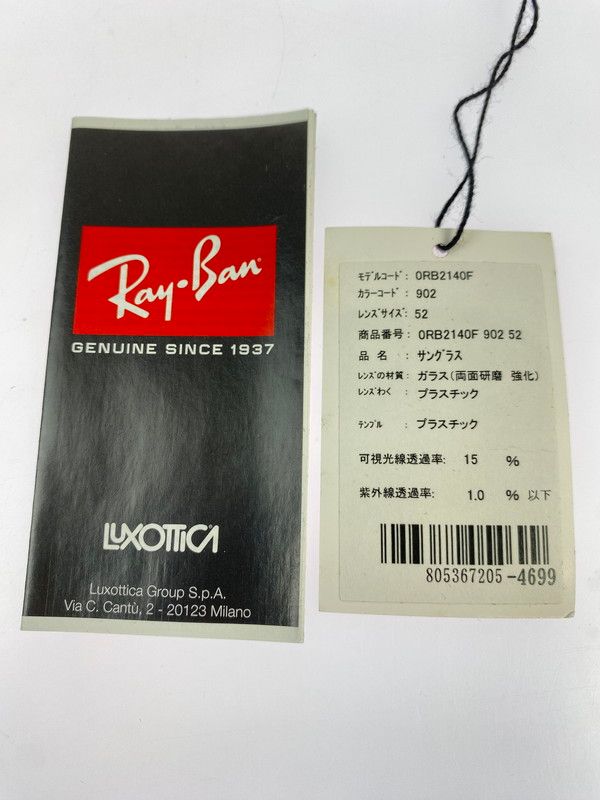 Ray-Ban
GENUINE SINCE 1937
LUXOTTICA
Luxottica Group S.p.A.
Via C. Cantù, 2 - 20123 Milano
ﾓﾃﾞﾙｺｰﾄﾞ: 0RB2140F
ｶﾗｰｺｰﾄﾞ: 902
ﾚﾝｽﾞｻｲｽﾞ: 52
商品番号: 0RB2140F 902 52
品 名 : サングラス
ﾚﾝｽﾞの材質: ガラス(両面研磨 強化)
ﾚﾝｽﾞわく : プラスチック
ﾃﾝﾌﾟﾙ : プラスチック
可視光線透過率: 15 %
紫外線透過率: 1.0 % 以下
805367205-4699